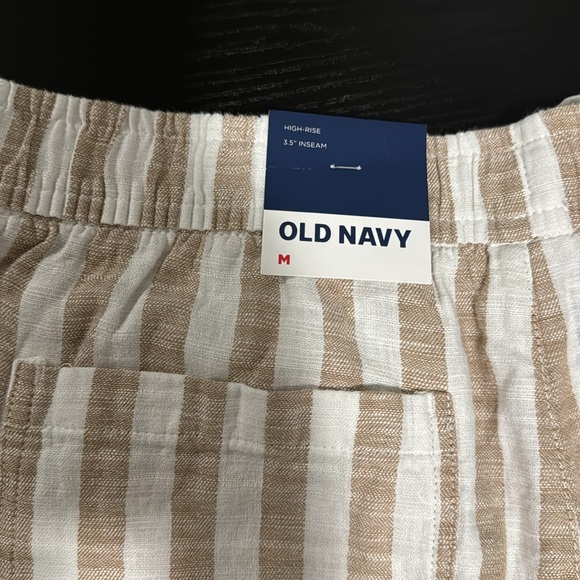 HIGH-RISE
3.5" INSEAM
OLD NAVY
M